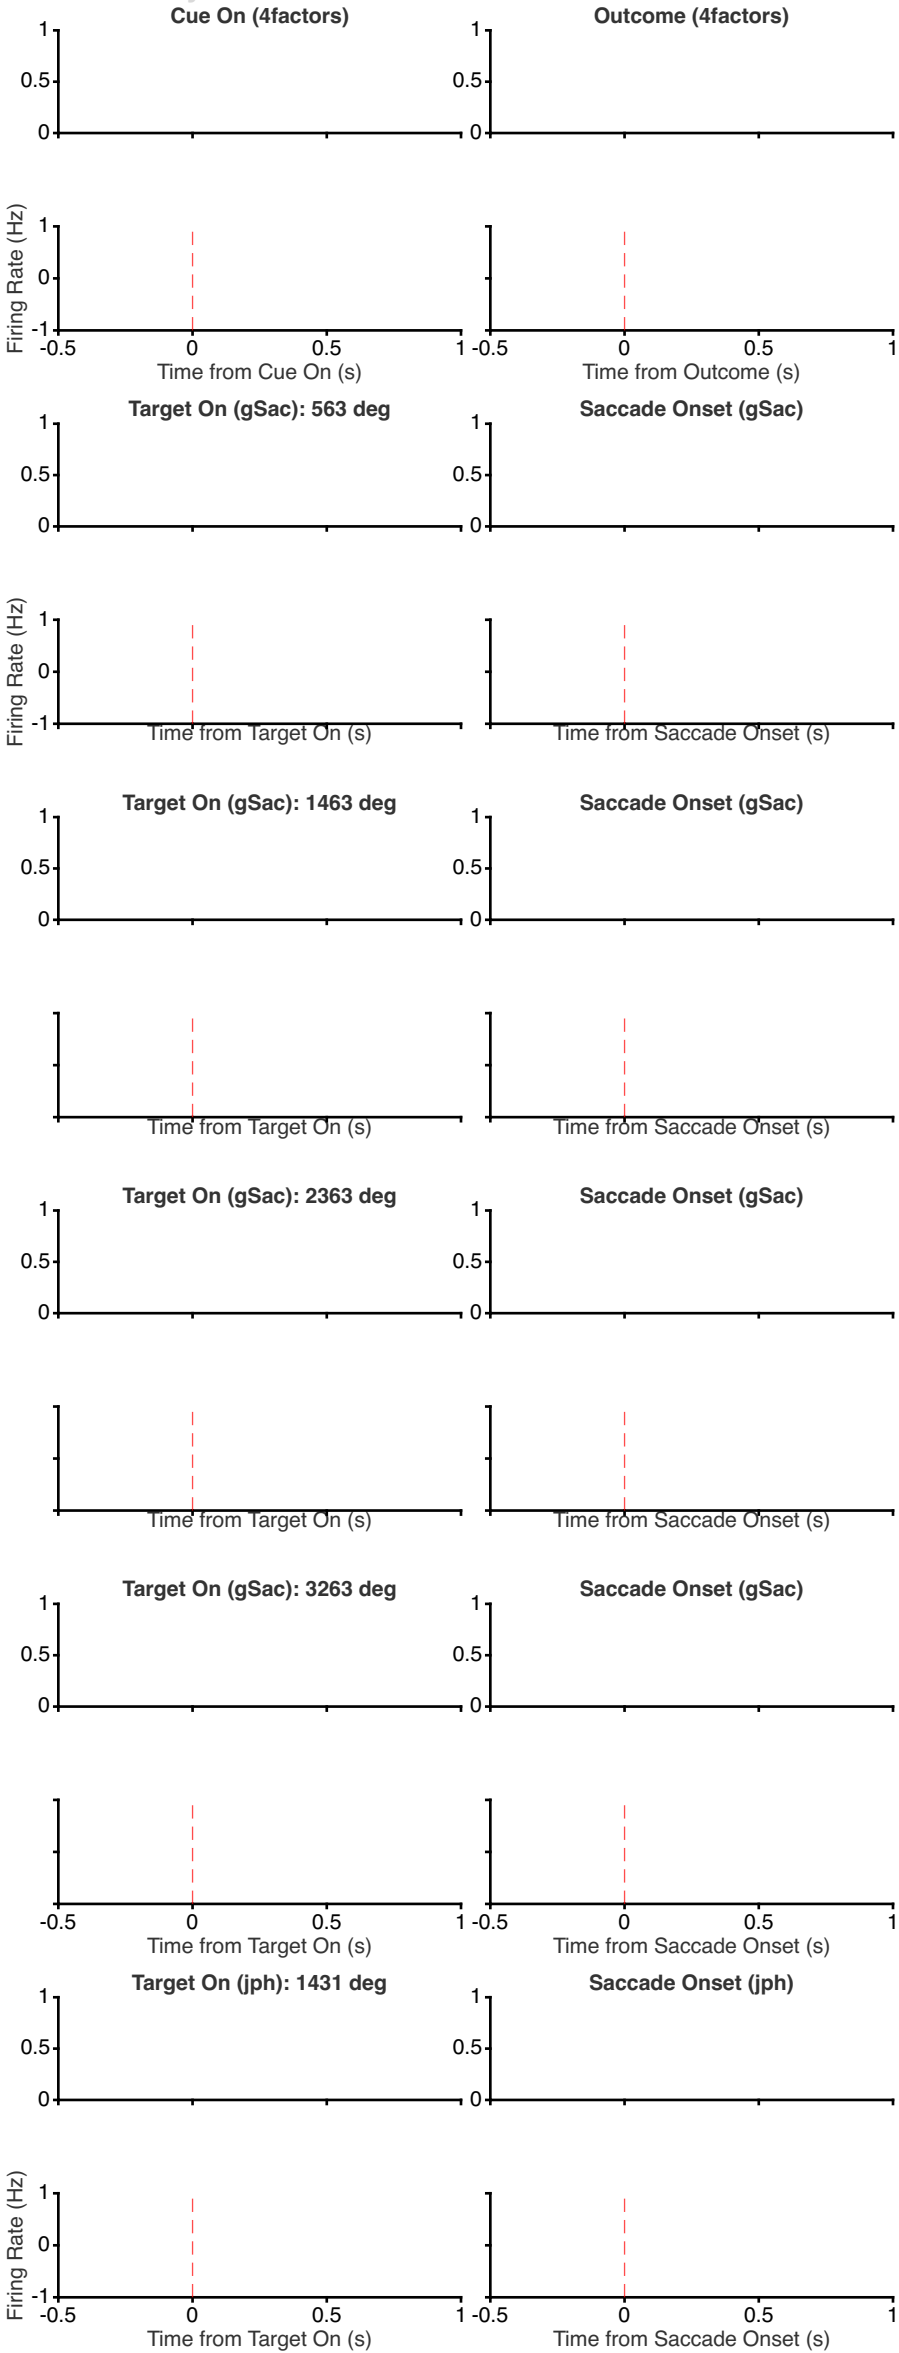 Cue On (4factors) Outcome (4factors)
1 1
0.5 0.5
0 0
Firing Rate (Hz)
1
0
-1
-0.5 0 0.5 1 -0.5 0 0.5 1
Time from Cue On (s) Time from Outcome (s)
Target On (gSac): 563 deg Saccade Onset (gSac)
1 1
0.5 0.5
0 0
Firing Rate (Hz)
1
0
-1
Time from Target On (s) Time from Saccade Onset (s)
Target On (gSac): 1463 deg Saccade Onset (gSac)
1 1
0.5 0.5
0 0
Time from Target On (s) Time from Saccade Onset (s)
Target On (gSac): 2363 deg Saccade Onset (gSac)
1 1
0.5 0.5
0 0
Time from Target On (s) Time from Saccade Onset (s)
Target On (gSac): 3263 deg Saccade Onset (gSac)
1 1
0.5 0.5
0 0
-0.5 0 0.5 1 -0.5 0 0.5 1
Time from Target On (s) Time from Saccade Onset (s)
Target On (jph): 1431 deg Saccade Onset (jph)
1 1
0.5 0.5
0 0
Firing Rate (Hz)
1
0
-1
-0.5 0 0.5 1 -0.5 0 0.5 1
Time from Target On (s) Time from Saccade Onset (s)